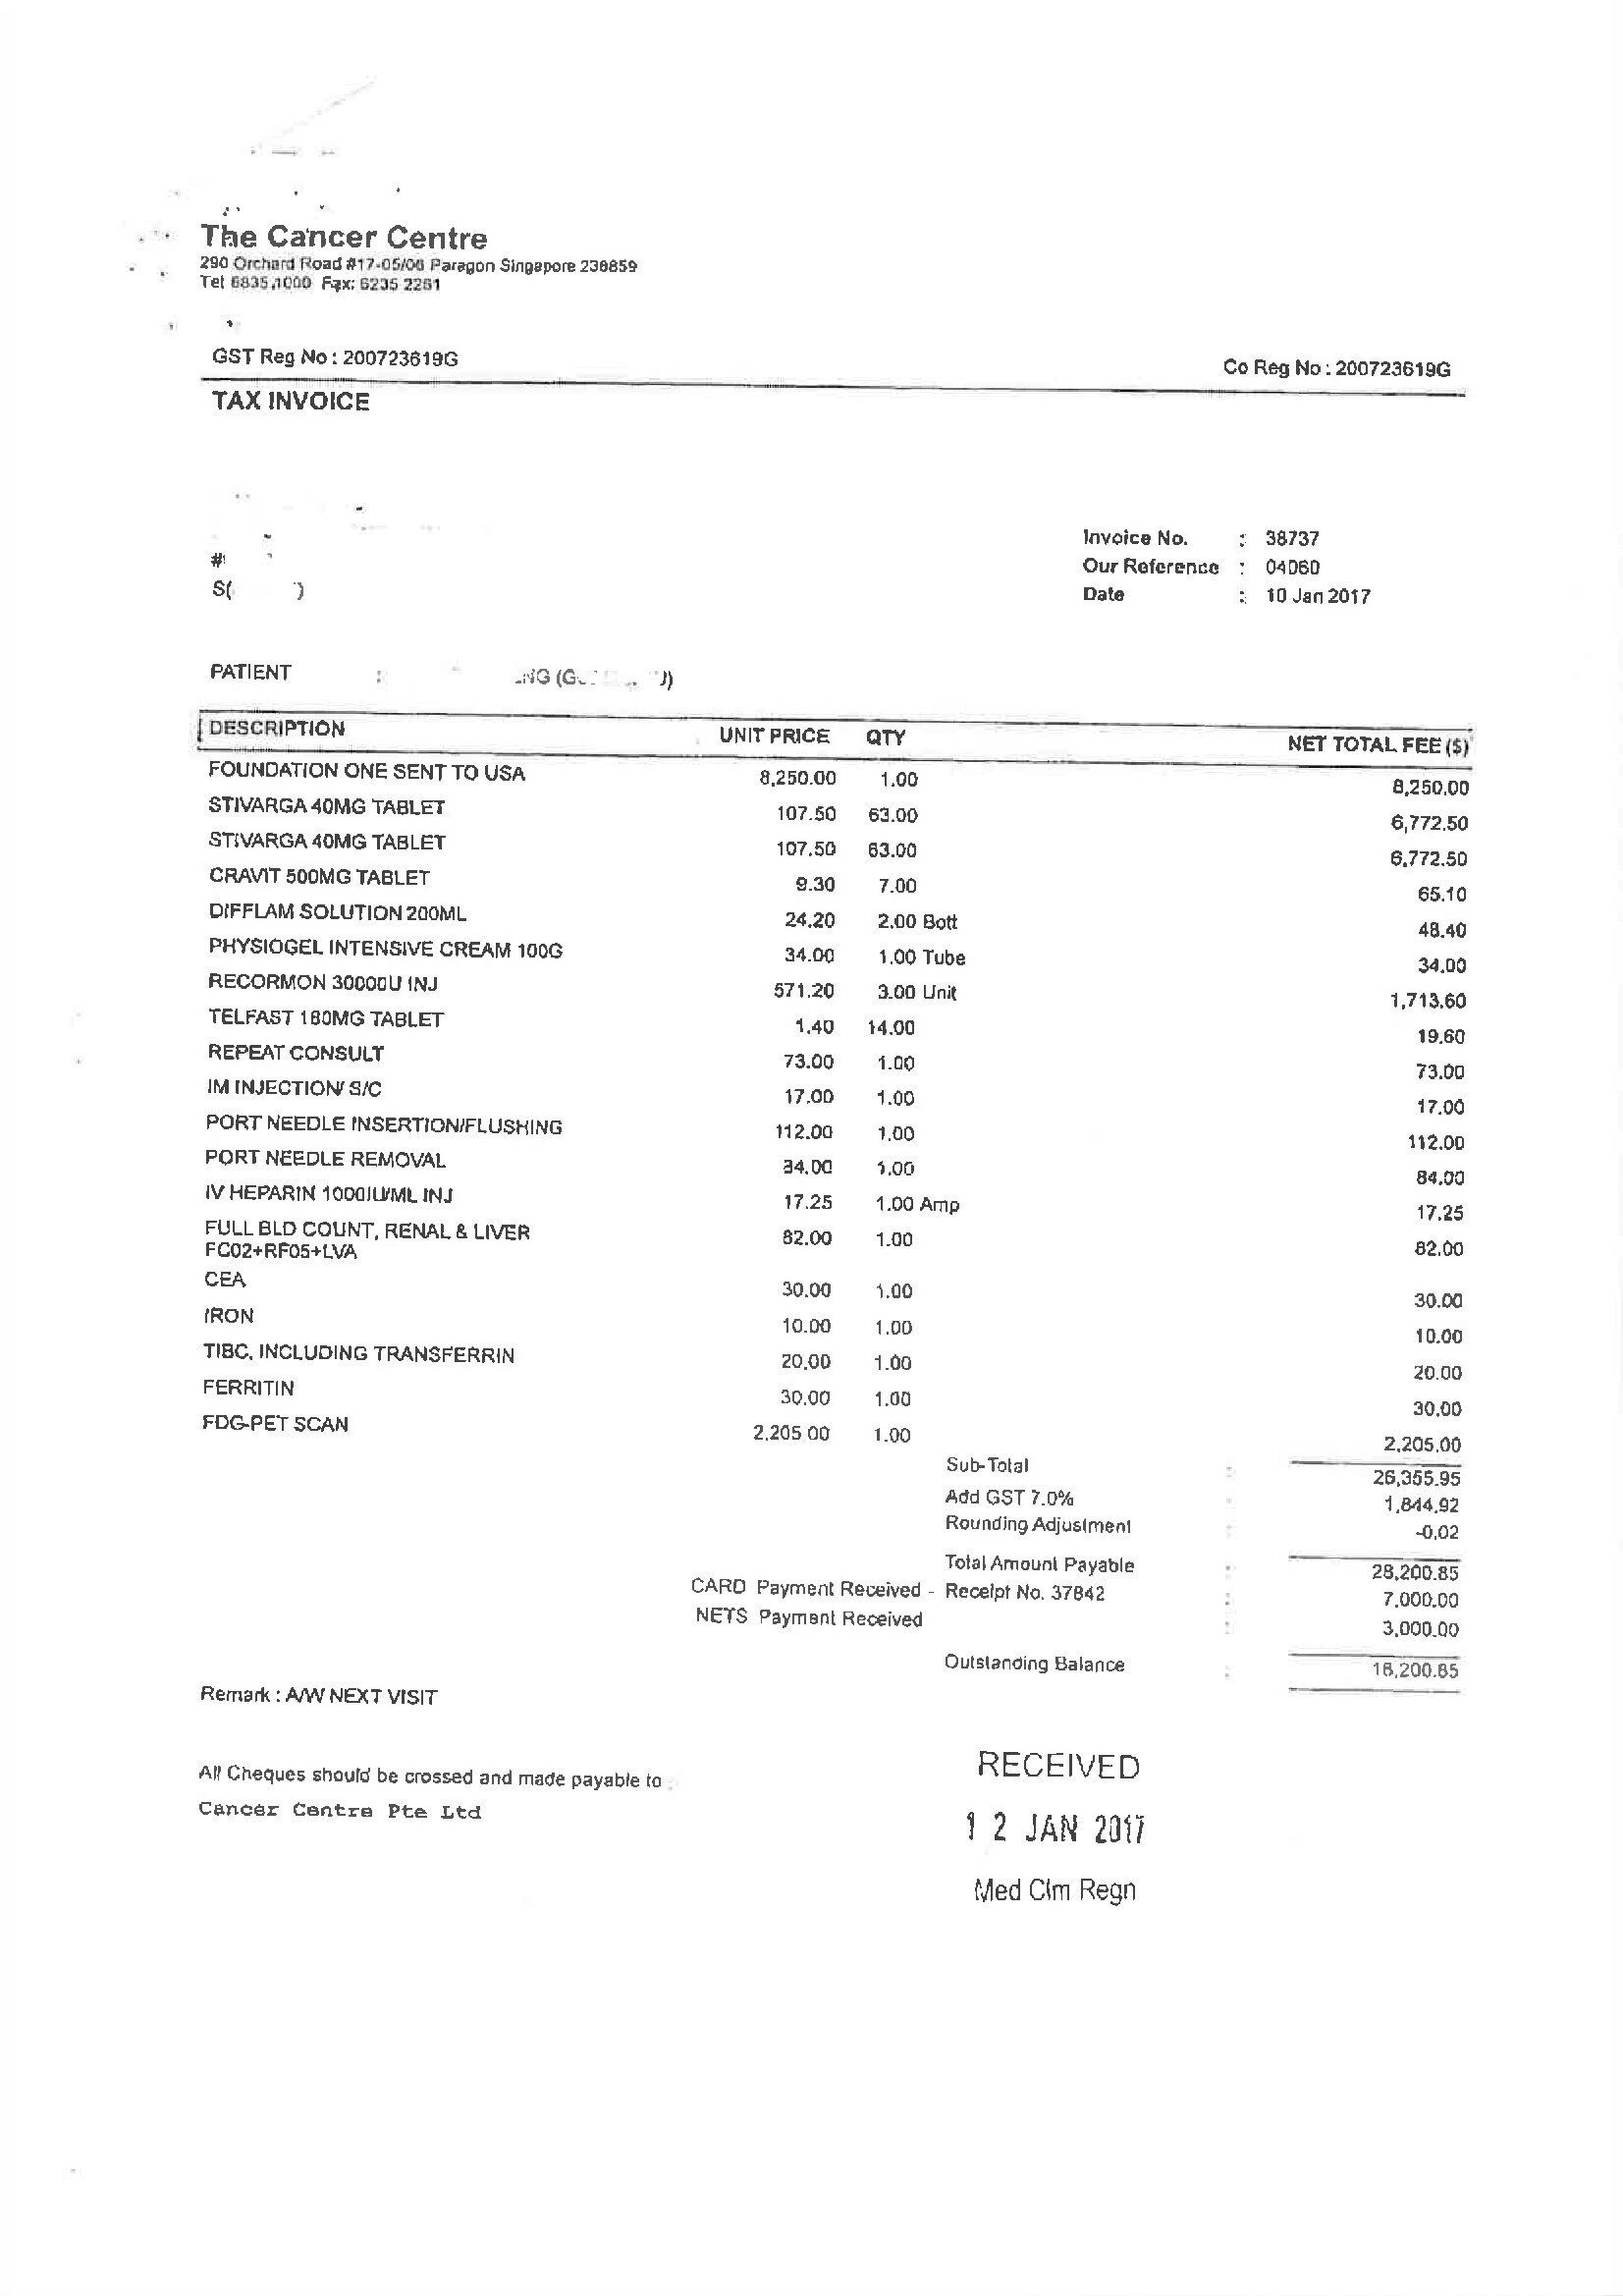 The Cancer Centre
290 Orchard Road #17-05/06 Paragon Singapore 238859
Tel 6835 1000 Fax: 6235 2261
GST Reg No : 200723619G
Co Reg No : 200723619G
TAX INVOICE
#
S( )
Invoice No. : 38737
Our Reference : 04060
Date : 10 Jan 2017
PATIENT :
DESCRIPTION UNIT PRICE QTY NET TOTAL FEE ($)
FOUNDATION ONE SENT TO USA 8,250.00 1.00 8,250.00
STIVARGA 40MG TABLET 107.50 63.00 6,772.50
STIVARGA 40MG TABLET 107.50 63.00 6,772.50
CRAVIT 500MG TABLET 9.30 7.00 65.10
DIFFLAM SOLUTION 200ML 24.20 2.00 Bott 48.40
PHYSIOGEL INTENSIVE CREAM 100G 34.00 1.00 Tube 34.00
RECORMON 30000U INJ 571.20 3.00 Unit 1,713.60
TELFAST 180MG TABLET 1.40 14.00 19.60
REPEAT CONSULT 73.00 1.00 73.00
IM INJECTION/ S/C 17.00 1.00 17.00
PORT NEEDLE INSERTION/FLUSHING 112.00 1.00 112.00
PORT NEEDLE REMOVAL 84.00 1.00 84.00
IV HEPARIN 1000IU/ML INJ 17.25 1.00 Amp 17.25
FULL BLD COUNT, RENAL & LIVER 82.00 1.00 82.00
FC02+RF05+LVA
CEA 30.00 1.00 30.00
IRON 10.00 1.00 10.00
TIBC, INCLUDING TRANSFERRIN 20.00 1.00 20.00
FERRITIN 30.00 1.00 30.00
FDG-PET SCAN 2,205.00 1.00 2,205.00
Sub-Total : 26,355.95
Add GST 7.0% : 1,844.92
Rounding Adjustment : -0.02
Total Amount Payable : 28,200.85
CARD Payment Received - Receipt No. 37842 : 7,000.00
NETS Payment Received : 3,000.00
Outstanding Balance : 18,200.85
Remark : A/W NEXT VISIT
All Cheques should be crossed and made payable to
Cancer Centre Pte Ltd
RECEIVED
12 JAN 2017
Med Clm Regn